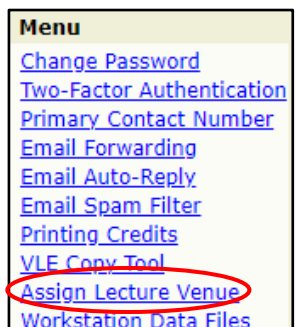 Menu
Change Password
Two-Factor Authentication
Primary Contact Number
Email Forwarding
Email Auto-Reply
Email Spam Filter
Printing Credits
VLE Copy Tool
Assign Lecture Venue
Workstation Data Files